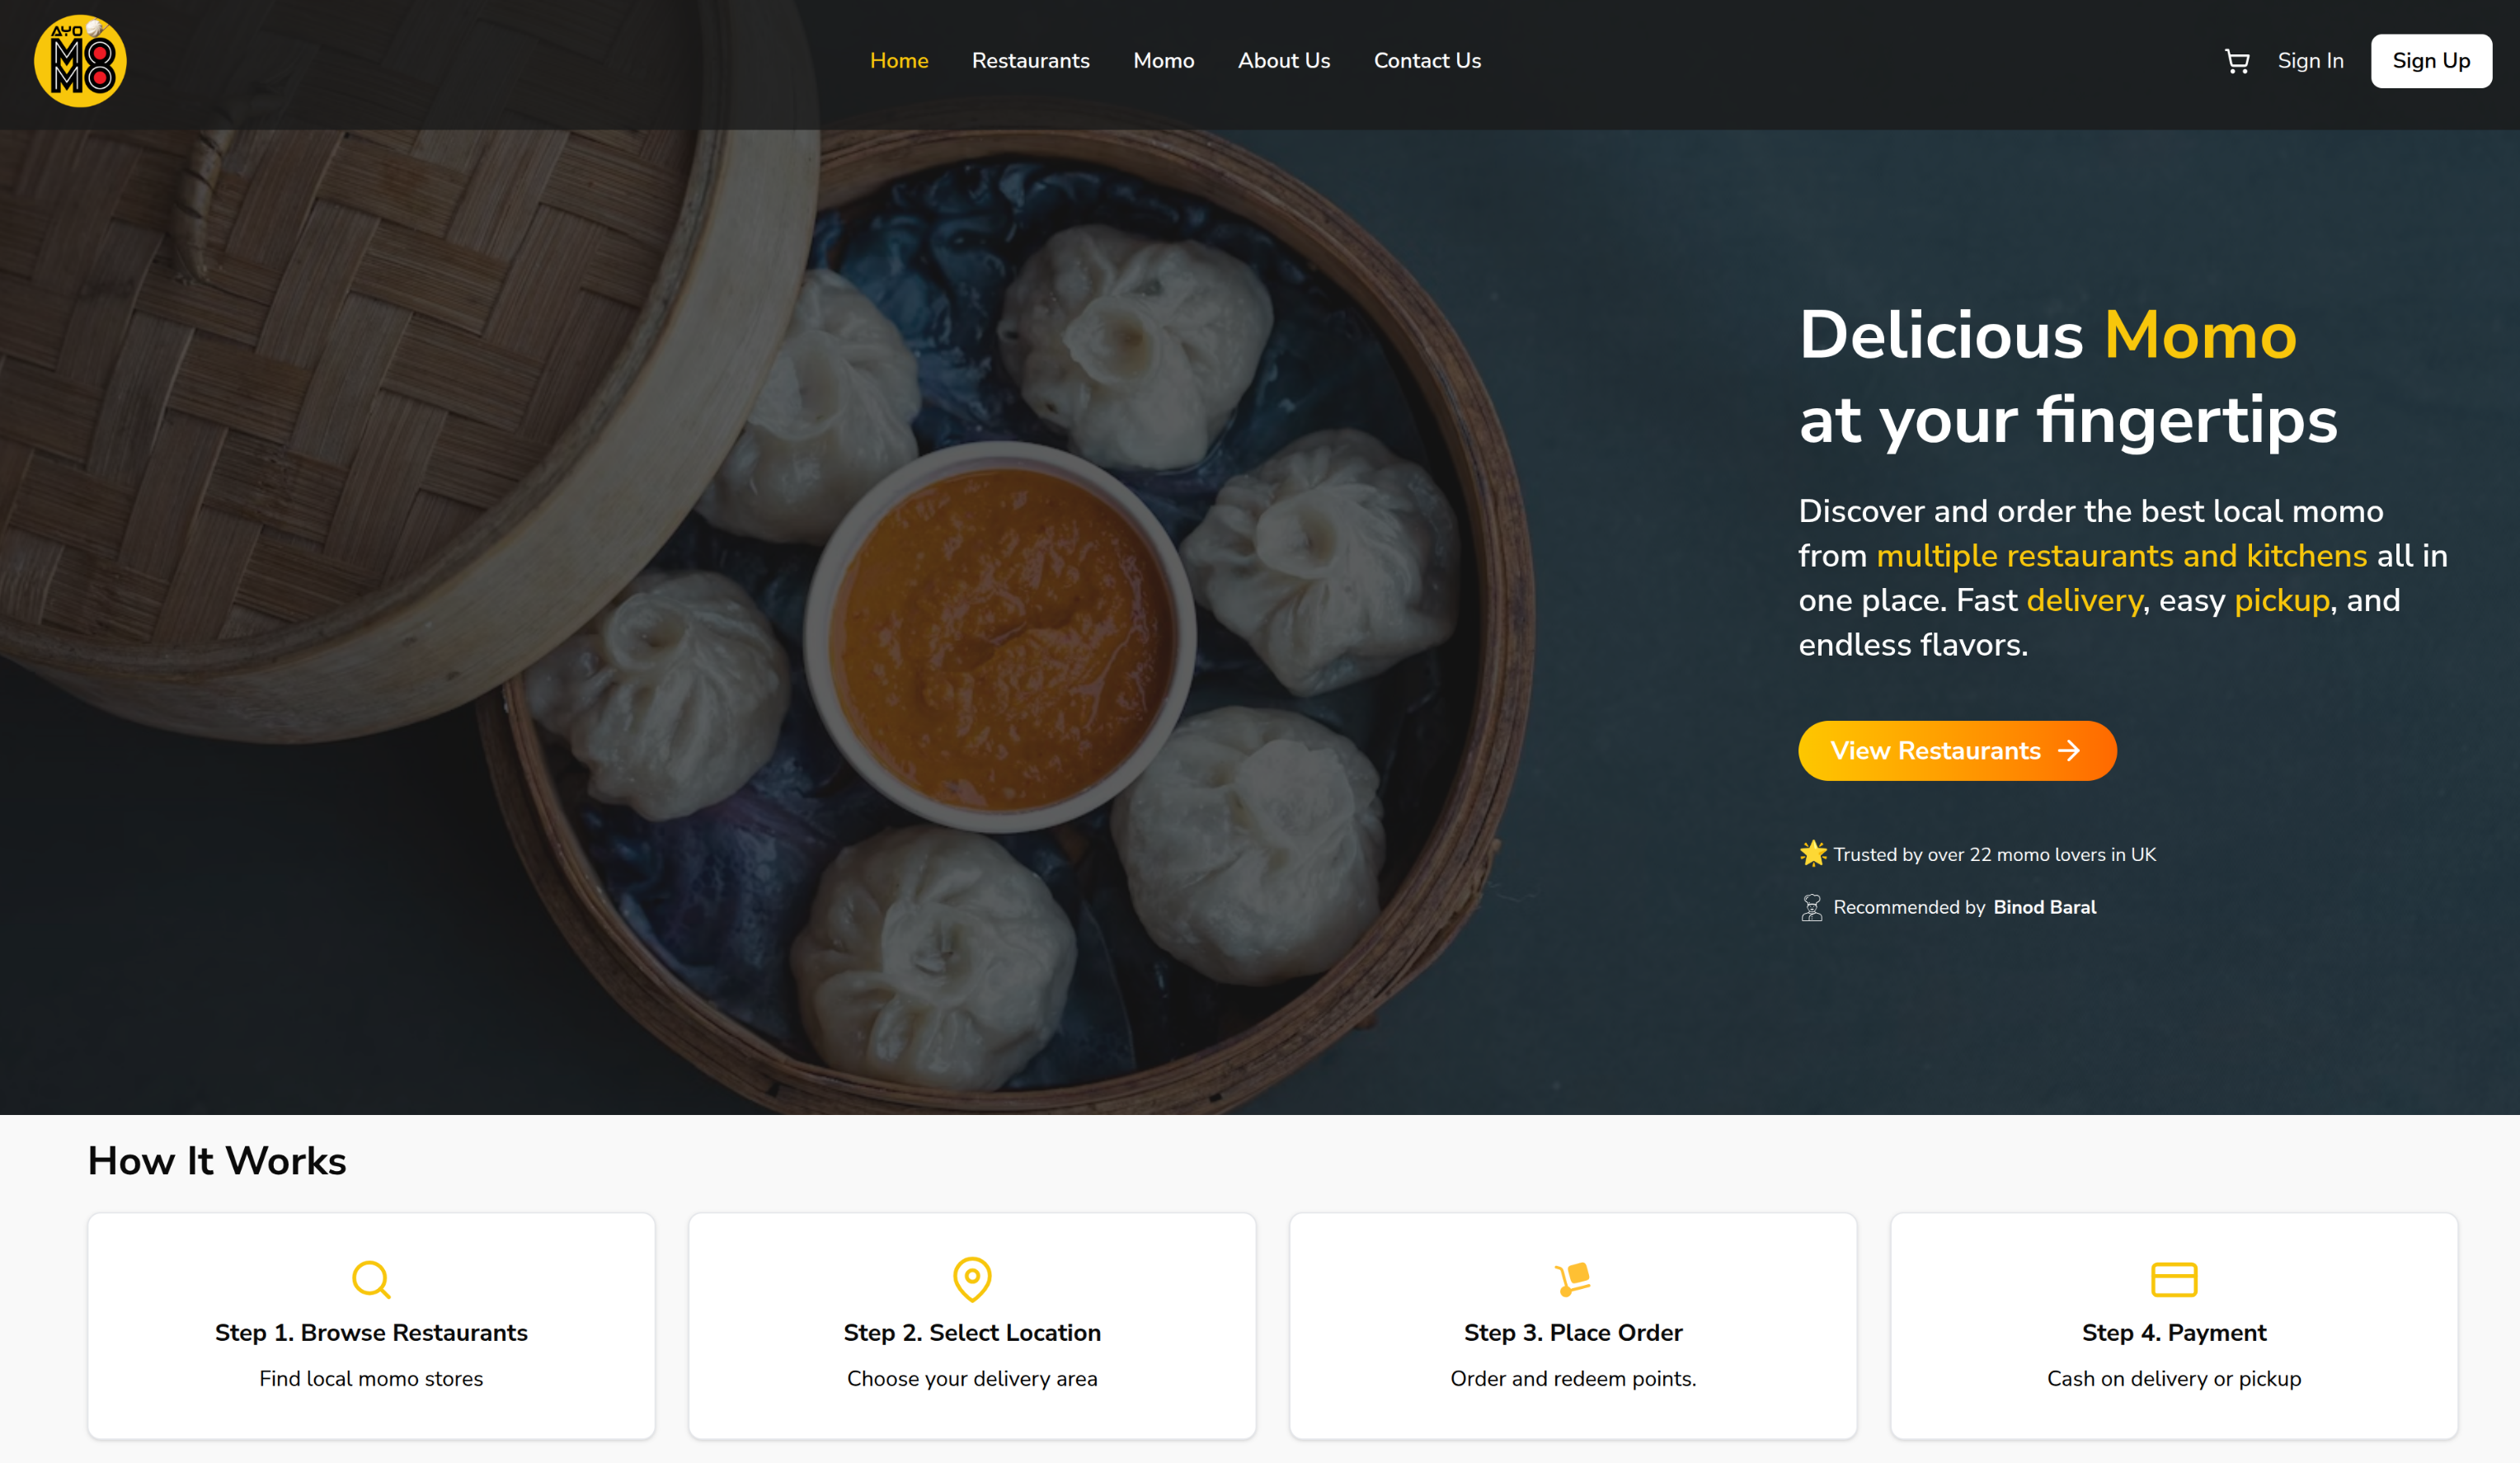 AYO
MO
MO
Home
Restaurants
Momo
About Us
Contact Us
Sign In
Sign Up
Delicious Momo
at your fingertips
Discover and order the best local momo
from multiple restaurants and kitchens all in
one place. Fast delivery, easy pickup, and
endless flavors.
View Restaurants
Trusted by over 22 momo lovers in UK
Recommended by Binod Baral
How It Works
Step 1. Browse Restaurants
Find local momo stores
Step 2. Select Location
Choose your delivery area
Step 3. Place Order
Order and redeem points.
Step 4. Payment
Cash on delivery or pickup